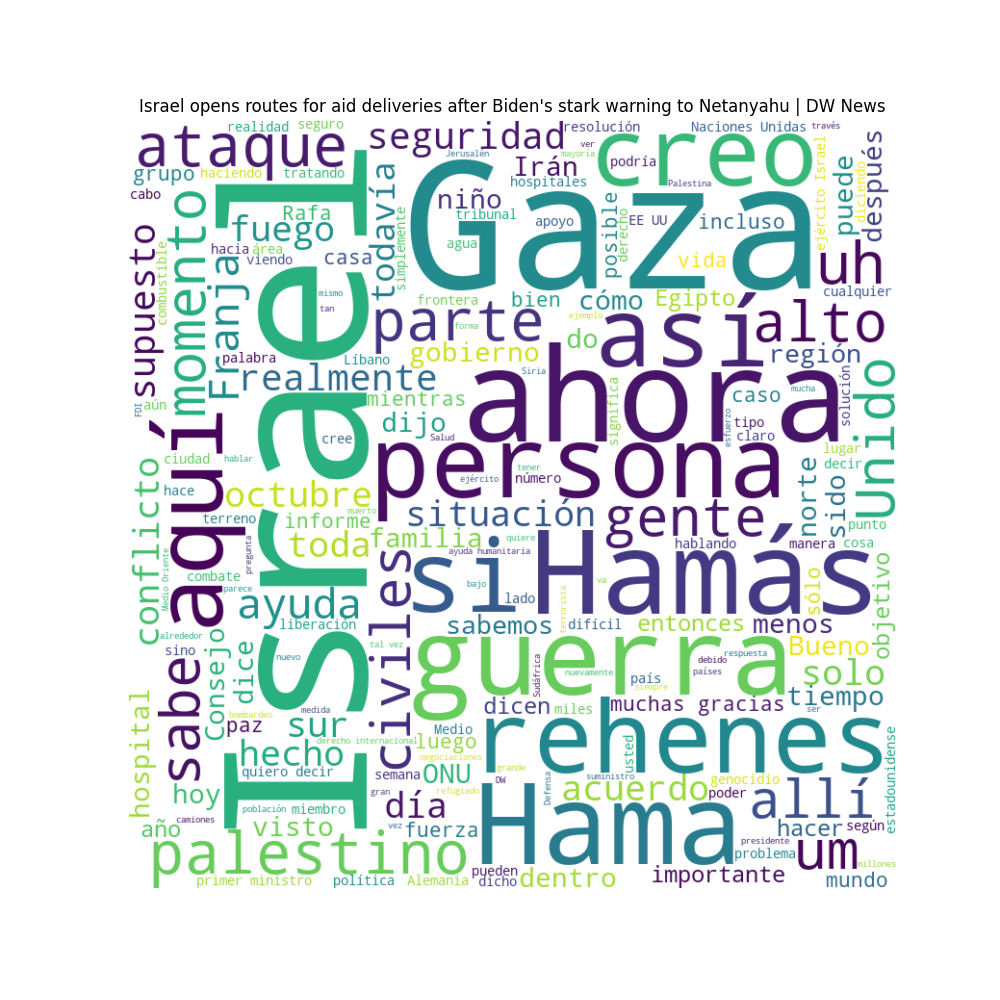 Israel opens routes for aid deliveries after Biden's stark warning to Netanyahu | DW News
realidad
seguro
ataque
seguridad
resolución
Naciones Unidas
través
creo
ver
mayoría
Jerusalén
podría
Irán
grupo
haciendo
tratando
cabo
hospitales
Palestina
ejército Israel
diciendo
puede
después
niño
Gaza
Israel
todavía
Rafa
fuego
tribunal
apoyo
EE UU
incluso
posible
derecho
uh
momento
Franja
hacia
área
viendo
casa
simplemente
agua
vida
cualquier
supuesto
combustible
mismo
tan
frontera
bien
cómo
Egipto
parte
ejemplo
forma
do
así
alto
palabra
Líbano
gobierno
región
realmente
Siria
ahora
Unido
FDI
aún
mientras
significa
caso
mucha
solución
dijo
esfuerzo
tipo
claro
cree
Salud
aquí
persona
ciudad
hablar
tener
lugar
decir
hace
ejército
número
norte
sido
octubre
muerto
situación
gente
conflicto
terreno
informe
punto
pregunta
toda
familia
quiere
hablando
manera
cosa
Medio Oriente
combate
ayuda humanitaria
si
Hamás
parece
bajo
va
sólo
objetivo
ayuda
civiles
lado
terrorista
liberación
sabemos
difícil
entonces
menos
alrededor
sino
Consejo
nuevo
tal vez
guerra
Bueno
sabe
dice
Sudáfrica
debido
respuesta
países
solo
nuevamente
país
siempre
tiempo
hospital
medida
dicen
miles
muchas gracias
ser
bombardeo
paz
sur
Medio
rehenes
estadounidense
derecho internacional
luego
usted
hecho
negociaciones
quiero decir
semana
ONU
grande
DW
Defensa
suministro
genocidio
hoy
gran
refugiado
acuerdo
poder
allí
población
miembro
día
Hama
camiones
año
visto
vez
fuerza
hacer
según
presidente
um
palestino
problema
millones
primer ministro
política
Alemania
pueden
dicho
dentro
importante
mundo